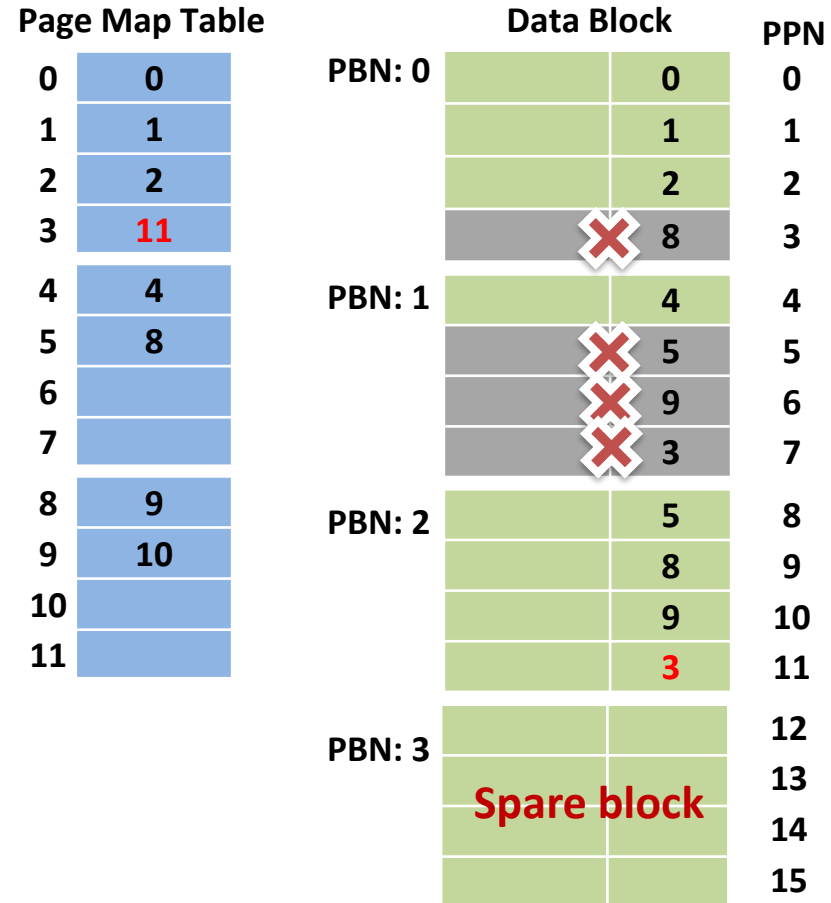 Page Map Table Data Block PPN
0 0 PBN: 0 0 0
1 1 1 1
2 2 2 2
3 11 8 3
4 4 PBN: 1 4 4
5 8 5 5
6 9 6
7 3 7
8 9 PBN: 2 5 8
9 10 8 9
10 9 10
11 3 11
PBN: 3 12
Spare block 13
14
15